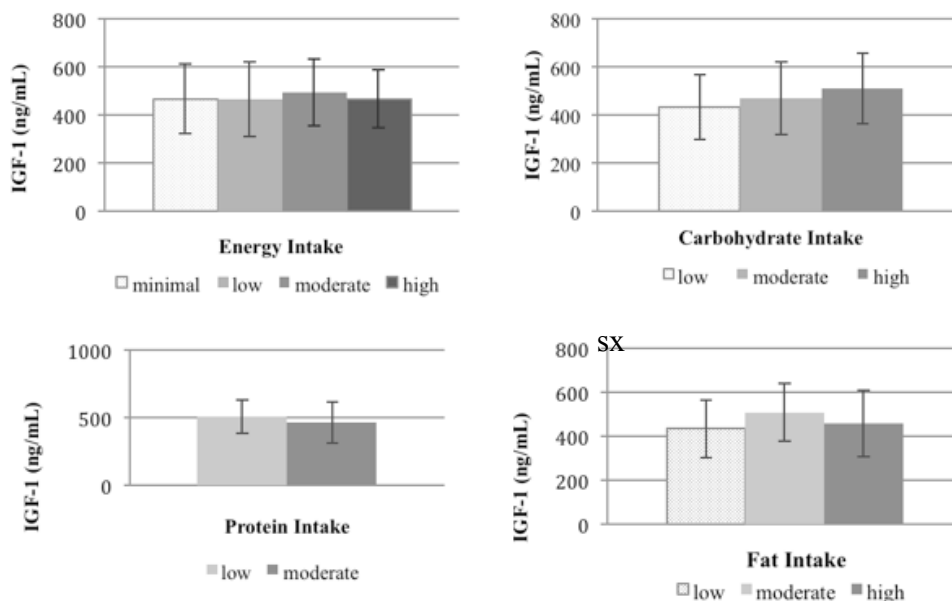 800
600
400
200
0
IGF-1 (ng/mL)
Energy Intake
minimal low moderate high
800
600
400
200
0
IGF-1 (ng/mL)
Carbohydrate Intake
low moderate high
1000
500
0
IGF-1 (ng/mL)
Protein Intake
low moderate
SX
800
600
400
200
0
IGF-1 (ng/mL)
Fat Intake
low moderate high